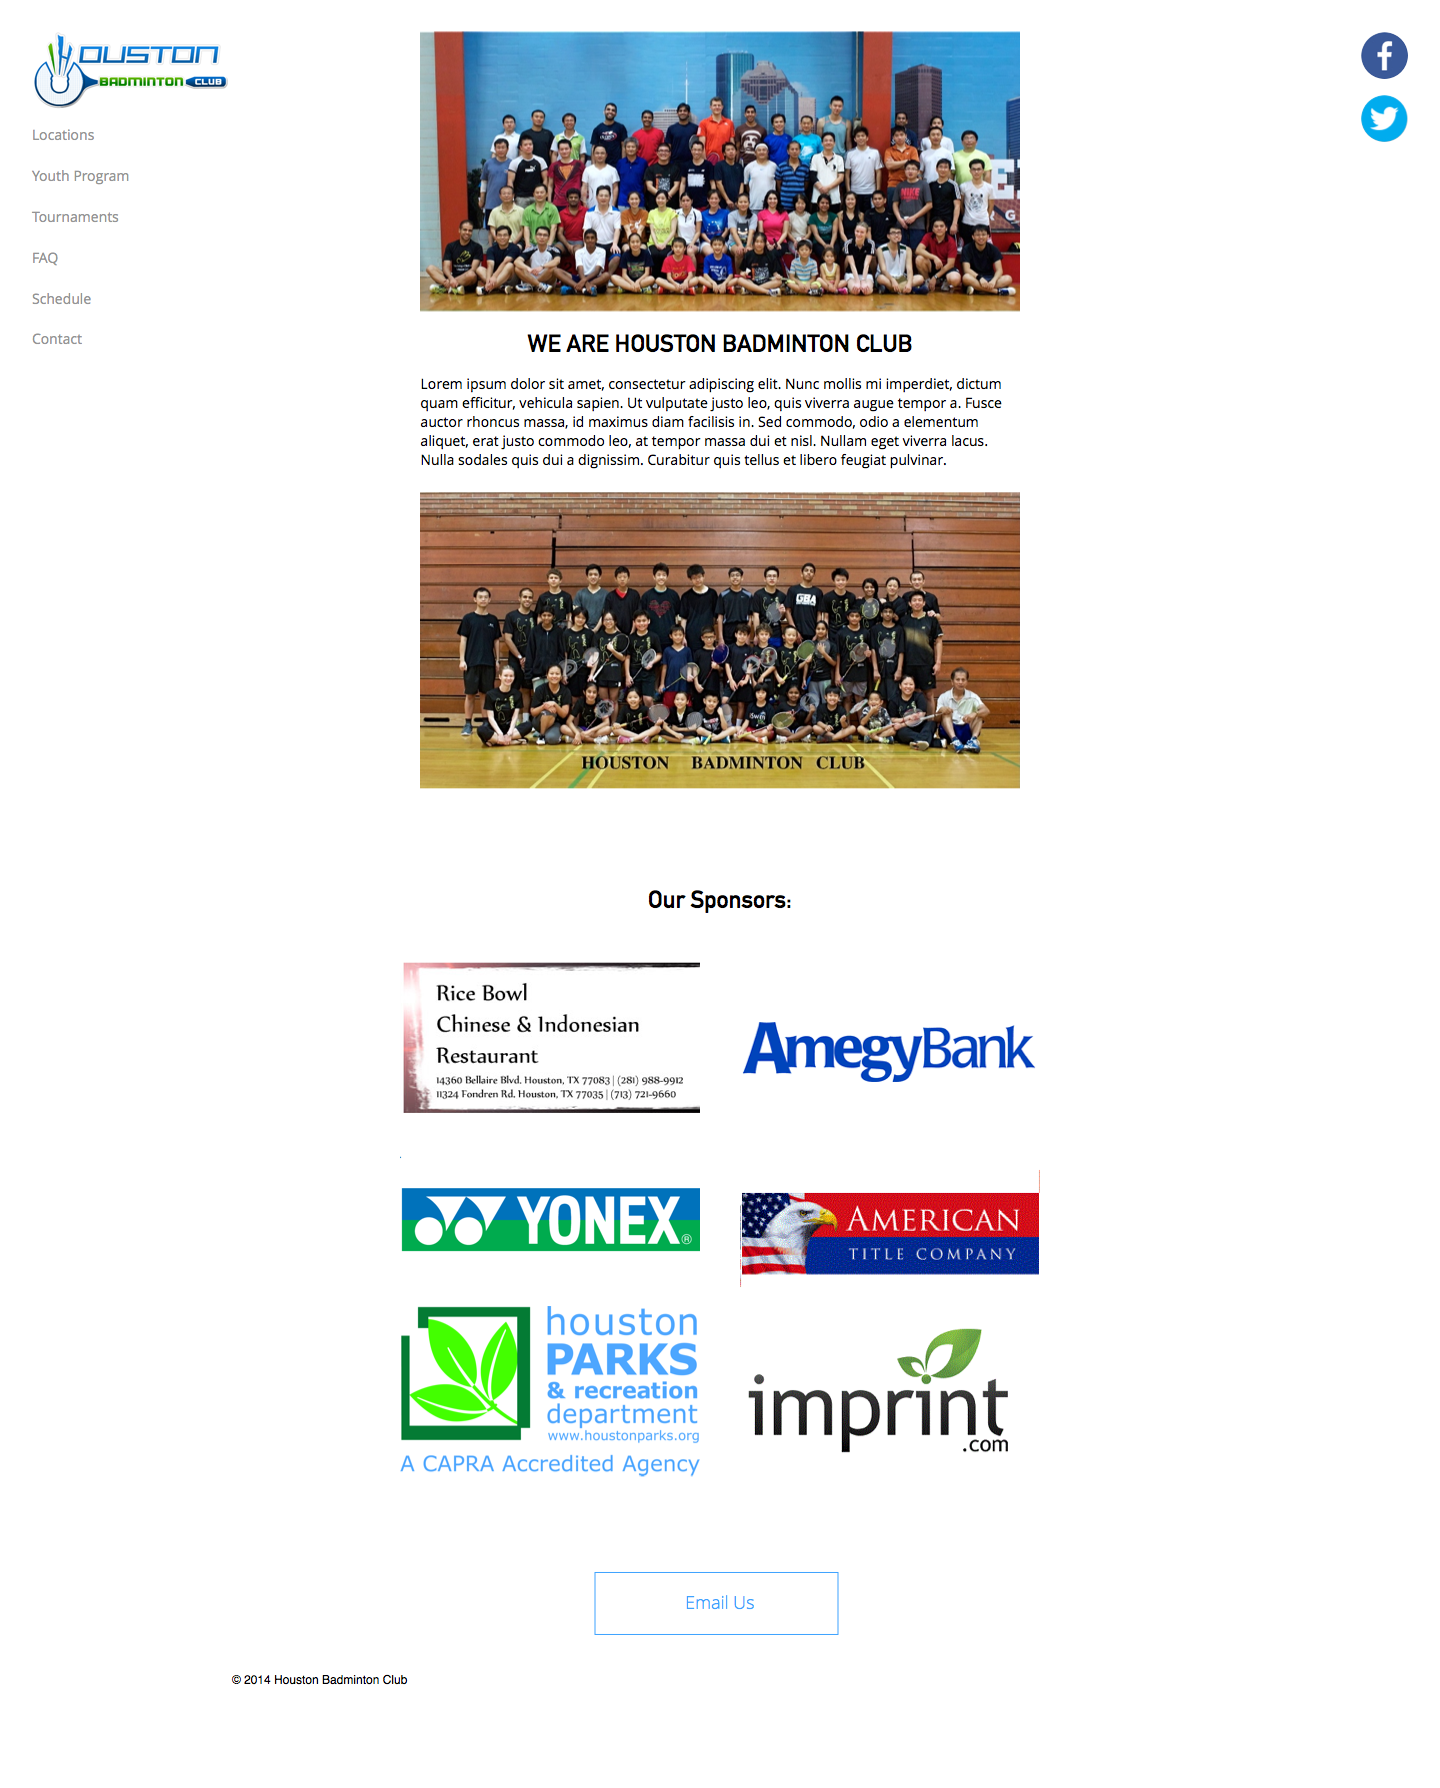 HOUSTON
BADMINTON CLUB
Locations
Youth Program
Tournaments
FAQ
Schedule
Contact
WE ARE HOUSTON BADMINTON CLUB
Lorem ipsum dolor sit amet, consectetur adipiscing elit. Nunc mollis mi imperdiet, dictum
quam efficitur, vehicula sapien. Ut vulputate justo leo, quis viverra augue tempor a. Fusce
auctor rhoncus massa, id maximus diam facilisis in. Sed commodo, odio a elementum
aliquet, erat justo commodo leo, at tempor massa dui et nisl. Nullam eget viverra lacus.
Nulla sodales quis dui a dignissim. Curabitur quis tellus et libero feugiat pulvinar.
GBA
HOUSTON BADMINTON CLUB
Our Sponsors:
Rice Bowl
Chinese & Indonesian
Restaurant
14360 Bellaire Blvd. Houston, TX 77083 | (281) 988-9912
11324 Fondren Rd. Houston, TX 77035 | (713) 721-9660
AmegyBank
YONEX®
AMERICAN
TITLE COMPANY
houston
PARKS
& recreation
department
www.houstonparks.org
A CAPRA Accredited Agency
imprint
.com
Email Us
© 2014 Houston Badminton Club